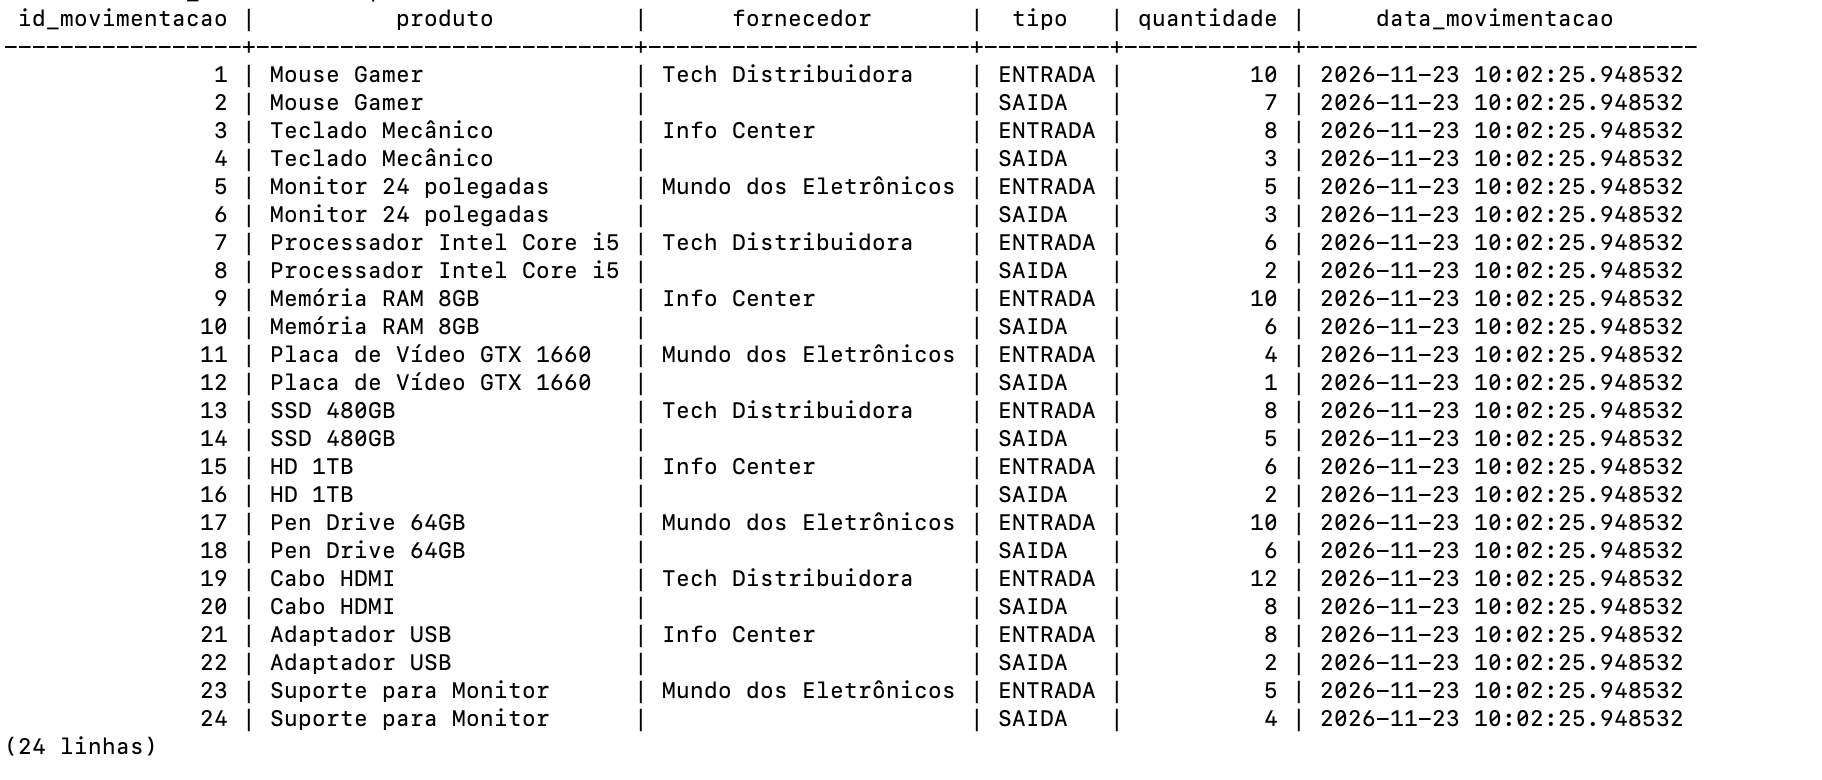 id_movimentacao | produto | fornecedor | tipo | quantidade | data_movimentacao
----------------+---------------------------+-----------------------+---------+------------+----------------------------
1 | Mouse Gamer | Tech Distribuidora | ENTRADA | 10 | 2026-11-23 10:02:25.948532
2 | Mouse Gamer | | SAIDA | 7 | 2026-11-23 10:02:25.948532
3 | Teclado Mecânico | Info Center | ENTRADA | 8 | 2026-11-23 10:02:25.948532
4 | Teclado Mecânico | | SAIDA | 3 | 2026-11-23 10:02:25.948532
5 | Monitor 24 polegadas | Mundo dos Eletrônicos | ENTRADA | 5 | 2026-11-23 10:02:25.948532
6 | Monitor 24 polegadas | | SAIDA | 3 | 2026-11-23 10:02:25.948532
7 | Processador Intel Core i5 | Tech Distribuidora | ENTRADA | 6 | 2026-11-23 10:02:25.948532
8 | Processador Intel Core i5 | | SAIDA | 2 | 2026-11-23 10:02:25.948532
9 | Memória RAM 8GB | Info Center | ENTRADA | 10 | 2026-11-23 10:02:25.948532
10 | Memória RAM 8GB | | SAIDA | 6 | 2026-11-23 10:02:25.948532
11 | Placa de Vídeo GTX 1660 | Mundo dos Eletrônicos | ENTRADA | 4 | 2026-11-23 10:02:25.948532
12 | Placa de Vídeo GTX 1660 | | SAIDA | 1 | 2026-11-23 10:02:25.948532
13 | SSD 480GB | Tech Distribuidora | ENTRADA | 8 | 2026-11-23 10:02:25.948532
14 | SSD 480GB | | SAIDA | 5 | 2026-11-23 10:02:25.948532
15 | HD 1TB | Info Center | ENTRADA | 6 | 2026-11-23 10:02:25.948532
16 | HD 1TB | | SAIDA | 2 | 2026-11-23 10:02:25.948532
17 | Pen Drive 64GB | Mundo dos Eletrônicos | ENTRADA | 10 | 2026-11-23 10:02:25.948532
18 | Pen Drive 64GB | | SAIDA | 6 | 2026-11-23 10:02:25.948532
19 | Cabo HDMI | Tech Distribuidora | ENTRADA | 12 | 2026-11-23 10:02:25.948532
20 | Cabo HDMI | | SAIDA | 8 | 2026-11-23 10:02:25.948532
21 | Adaptador USB | Info Center | ENTRADA | 8 | 2026-11-23 10:02:25.948532
22 | Adaptador USB | | SAIDA | 2 | 2026-11-23 10:02:25.948532
23 | Suporte para Monitor | Mundo dos Eletrônicos | ENTRADA | 5 | 2026-11-23 10:02:25.948532
24 | Suporte para Monitor | | SAIDA | 4 | 2026-11-23 10:02:25.948532
(24 linhas)